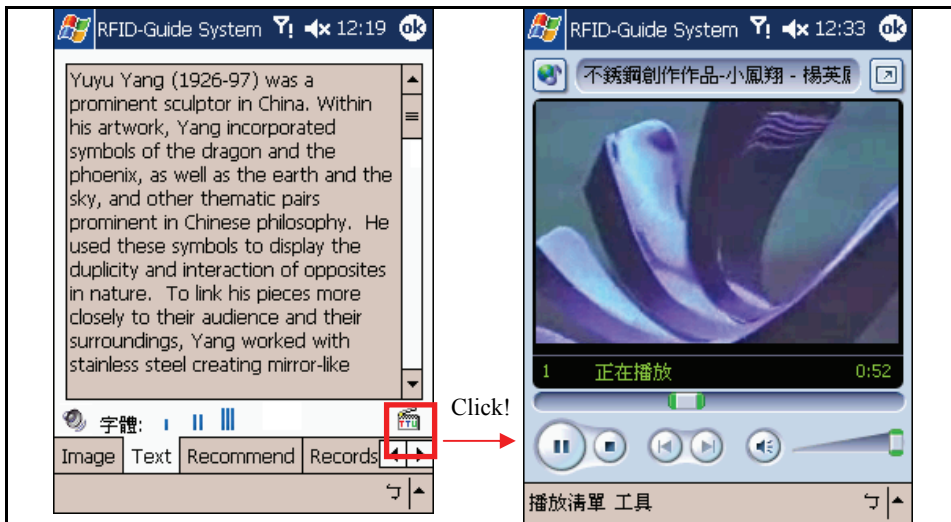 RFID-Guide System 12:19 ok
Yuyu Yang (1926-97) was a
prominent sculptor in China. Within
his artwork, Yang incorporated
symbols of the dragon and the
phoenix, as well as the earth and the
sky, and other thematic pairs
prominent in Chinese philosophy. He
used these symbols to display the
duplicity and interaction of opposites
in nature. To link his pieces more
closely to their audience and their
surroundings, Yang worked with
stainless steel creating mirror-like
字體:
Image Text Recommend Records
ㄅ
Click!
RFID-Guide System 12:33 ok
不銹鋼創作作品-小鳳翔 - 楊英
1 正在播放 0:52
播放清單 工具 ㄅ